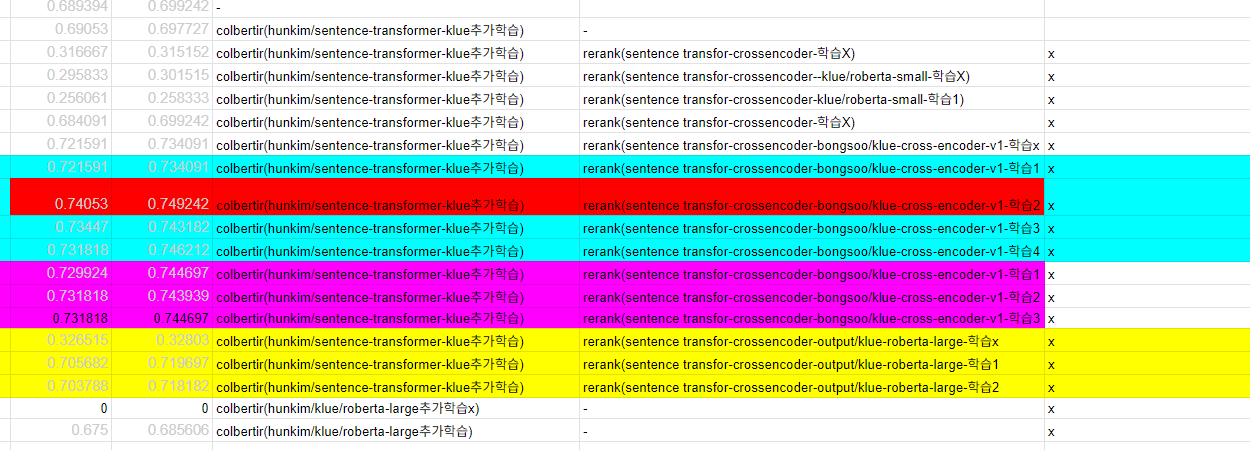 0.689394 0.699242 -
0.69053 0.697727 colbertir(hunkim/sentence-transformer-klue추가학습) -
0.316667 0.315152 colbertir(hunkim/sentence-transformer-klue추가학습) rerank(sentence transfor-crossencoder-학습X) x
0.295833 0.301515 colbertir(hunkim/sentence-transformer-klue추가학습) rerank(sentence transfor-crossencoder--klue/roberta-small-학습X) x
0.256061 0.258333 colbertir(hunkim/sentence-transformer-klue추가학습) rerank(sentence transfor-crossencoder-klue/roberta-small-학습1) x
0.684091 0.699242 colbertir(hunkim/sentence-transformer-klue추가학습) rerank(sentence transfor-crossencoder-학습X) x
0.721591 0.734091 colbertir(hunkim/sentence-transformer-klue추가학습) rerank(sentence transfor-crossencoder-bongsoo/klue-cross-encoder-v1-학습x x
0.721591 0.734091 colbertir(hunkim/sentence-transformer-klue추가학습) rerank(sentence transfor-crossencoder-bongsoo/klue-cross-encoder-v1-학습1 x
0.74053 0.749242 colbertir(hunkim/sentence-transformer-klue추가학습) rerank(sentence transfor-crossencoder-bongsoo/klue-cross-encoder-v1-학습2 x
0.73447 0.743182 colbertir(hunkim/sentence-transformer-klue추가학습) rerank(sentence transfor-crossencoder-bongsoo/klue-cross-encoder-v1-학습3 x
0.731818 0.746212 colbertir(hunkim/sentence-transformer-klue추가학습) rerank(sentence transfor-crossencoder-bongsoo/klue-cross-encoder-v1-학습4 x
0.729924 0.744697 colbertir(hunkim/sentence-transformer-klue추가학습) rerank(sentence transfor-crossencoder-bongsoo/klue-cross-encoder-v1-학습1 x
0.731818 0.743939 colbertir(hunkim/sentence-transformer-klue추가학습) rerank(sentence transfor-crossencoder-bongsoo/klue-cross-encoder-v1-학습2 x
0.731818 0.744697 colbertir(hunkim/sentence-transformer-klue추가학습) rerank(sentence transfor-crossencoder-bongsoo/klue-cross-encoder-v1-학습3 x
0.326515 0.32803 colbertir(hunkim/sentence-transformer-klue추가학습) rerank(sentence transfor-crossencoder-output/klue-roberta-large-학습x x
0.705682 0.719697 colbertir(hunkim/sentence-transformer-klue추가학습) rerank(sentence transfor-crossencoder-output/klue-roberta-large-학습1 x
0.703788 0.718182 colbertir(hunkim/sentence-transformer-klue추가학습) rerank(sentence transfor-crossencoder-output/klue-roberta-large-학습2 x
0 0 colbertir(hunkim/klue/roberta-large추가학습x) - x
0.675 0.685606 colbertir(hunkim/klue/roberta-large추가학습) - x